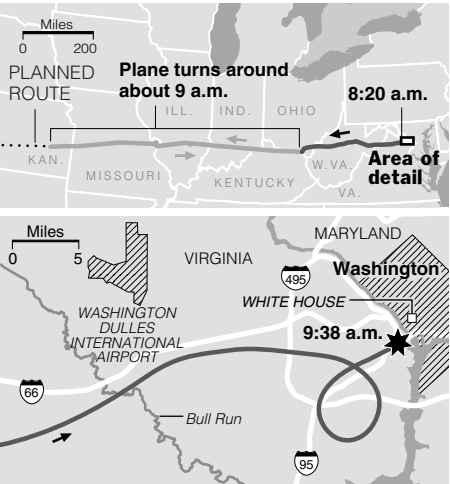 Miles
0 200
PLANNED
ROUTE
Plane turns around
about 9 a.m.
8:20 a.m.
ILL. IND. OHIO
KAN.
MISSOURI
KENTUCKY
W.VA.
VA.
Area of
detail
Miles
0 5
VIRGINIA
MARYLAND
Washington
495
WHITE HOUSE
WASHINGTON
DULLES
INTERNATIONAL
AIRPORT
9:38 a.m.
66
Bull Run
95